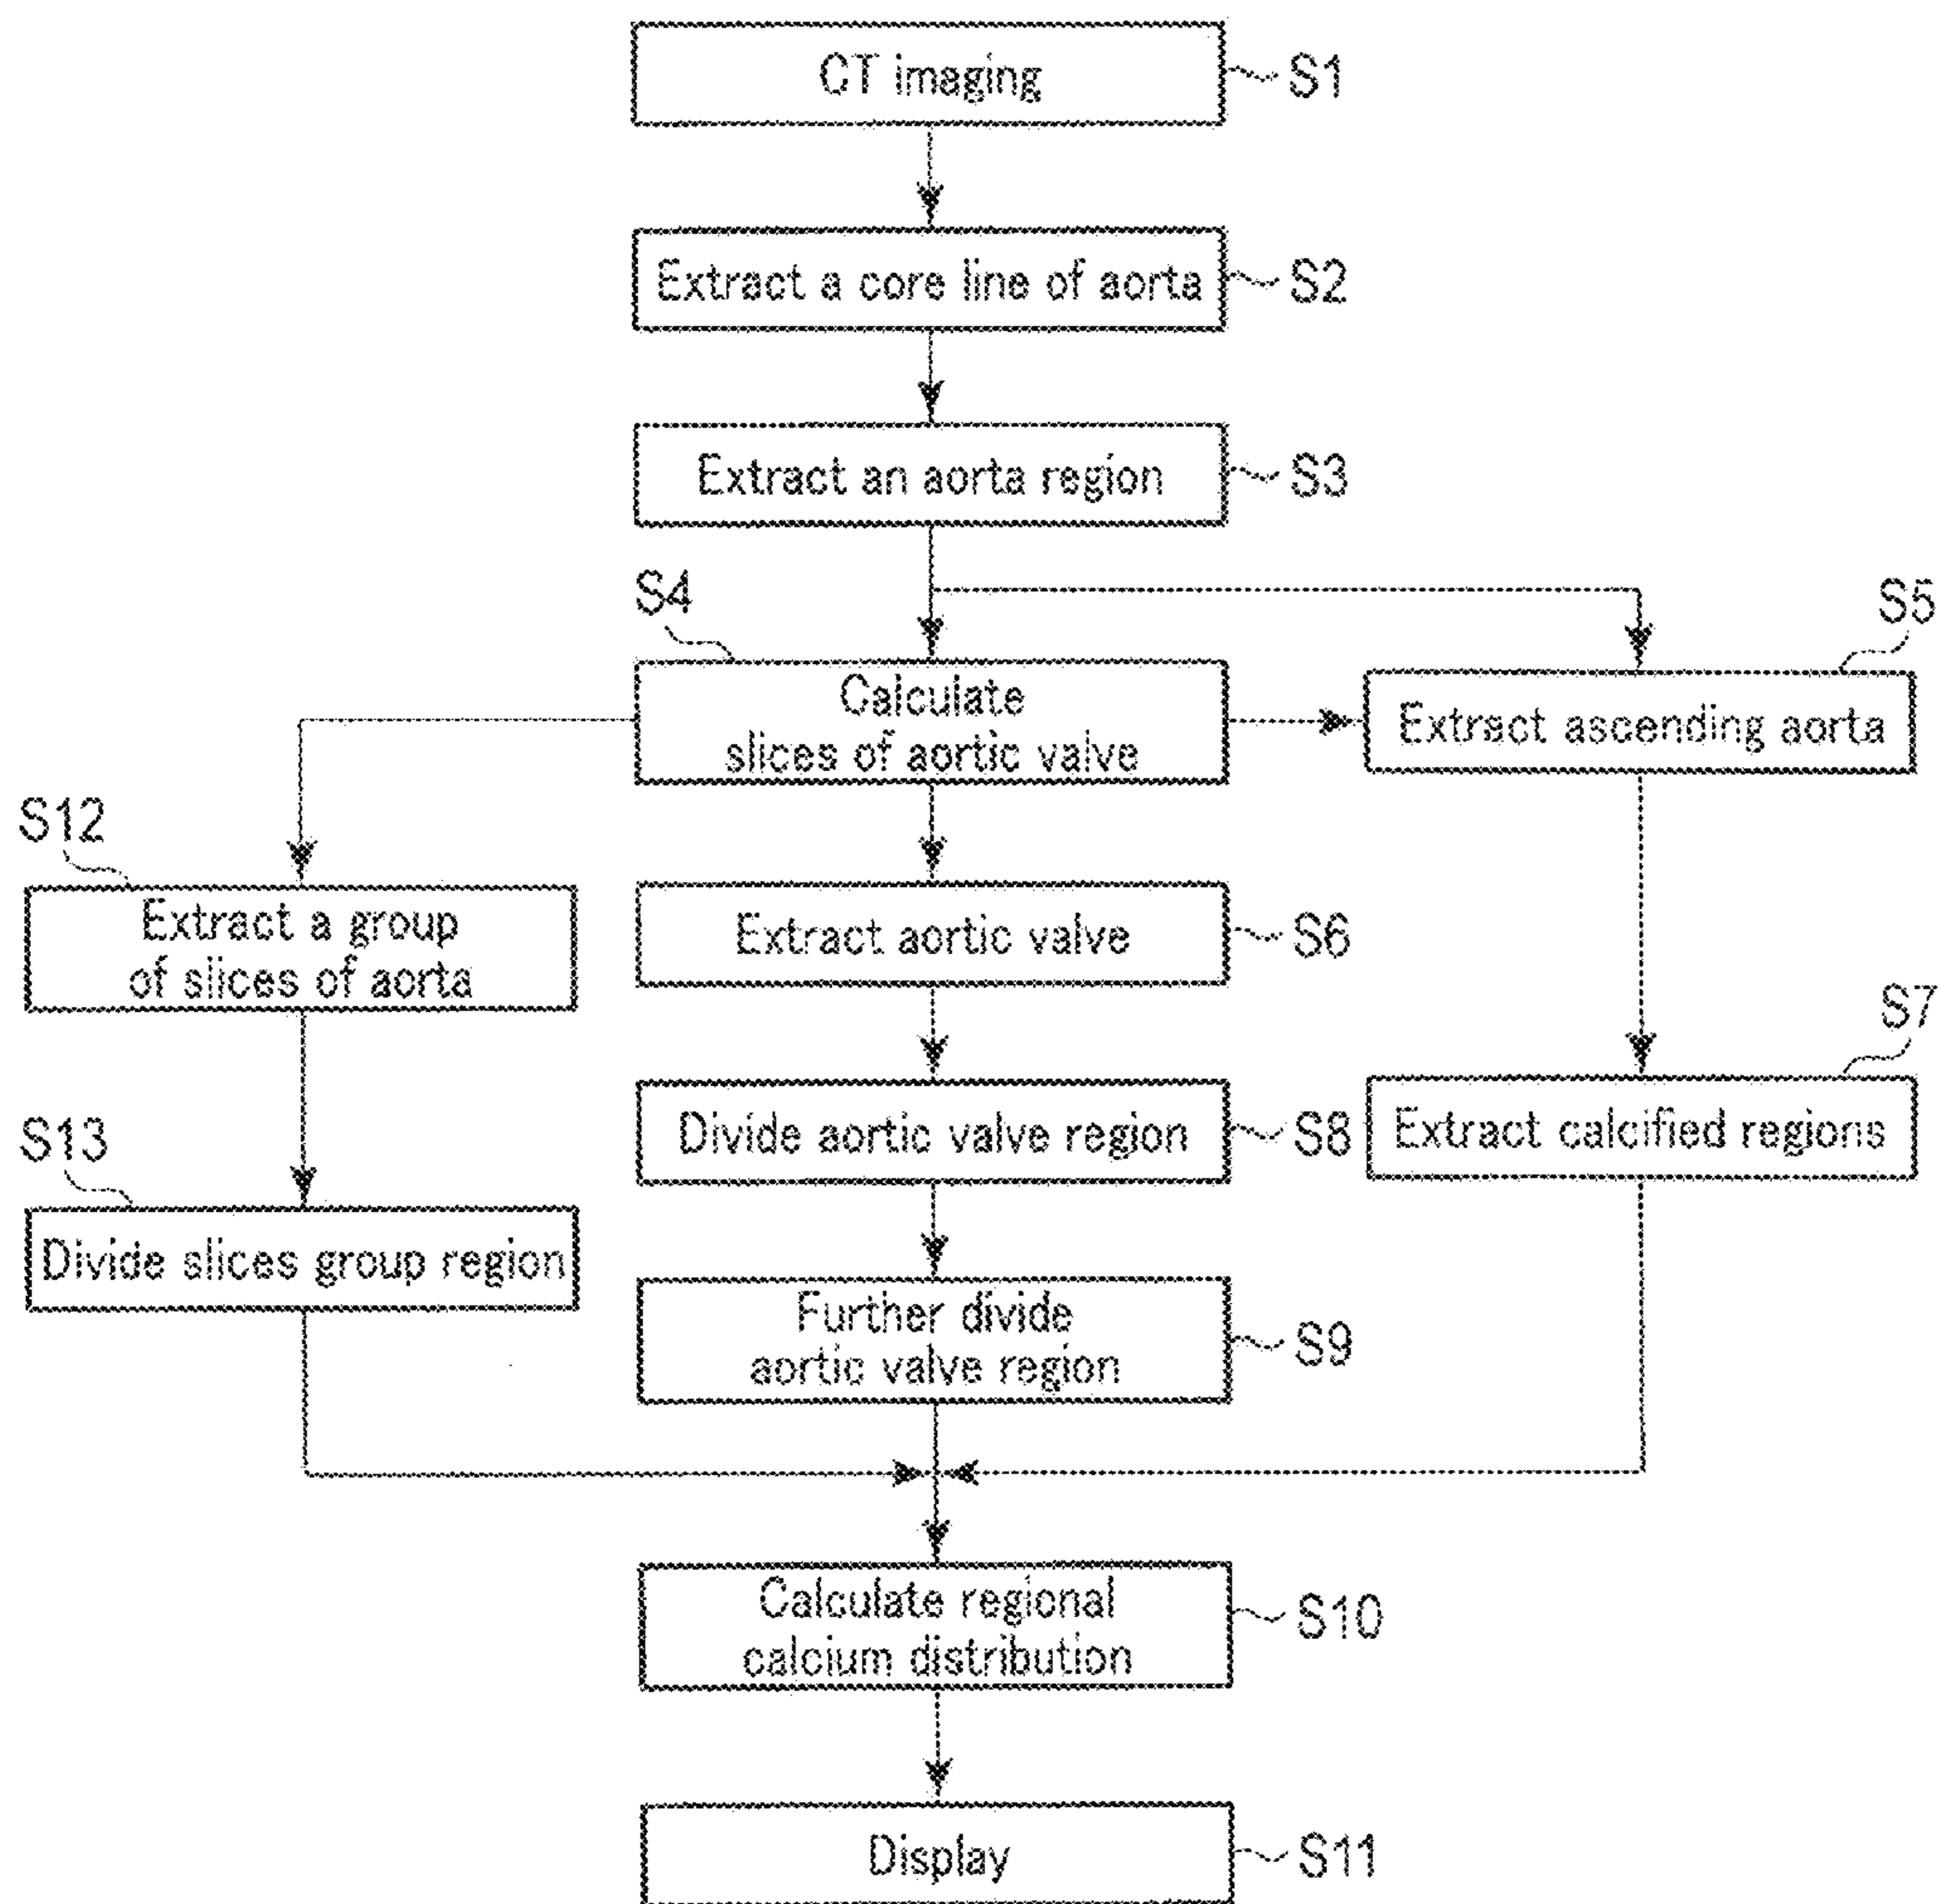 CT imaging
S1
Extract a core line of aorta
S2
Extract an aorta region
S3
S4
Calculate
slices of aortic valve
S5
Extract ascending aorta
S12
Extract a group
of slices of aorta
Extract aortic valve
S6
S7
Extract calcified regions
S13
Divide slices group region
Divide aortic valve region
S8
Further divide
aortic valve region
S9
Calculate regional
calcium distribution
S10
Display
S11